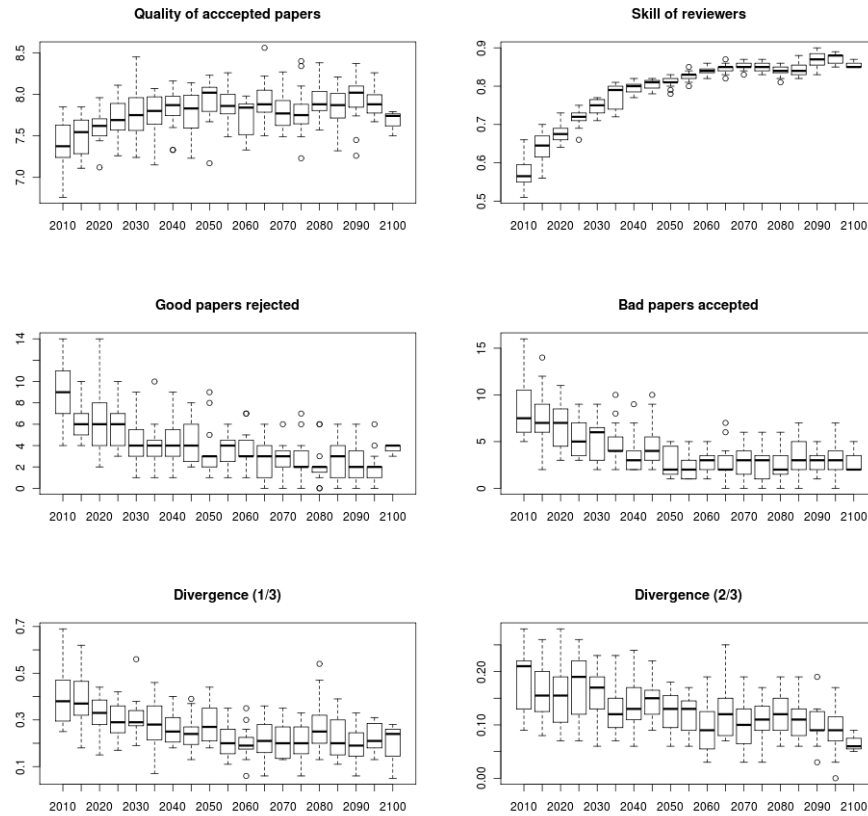 Quality of acccepted papers
7.0 7.5 8.0 8.5
2010 2020 2030 2040 2050 2060 2070 2080 2090 2100
Skill of reviewers
0.5 0.6 0.7 0.8 0.9
2010 2020 2030 2040 2050 2060 2070 2080 2090 2100
Good papers rejected
0 2 4 6 8 10 14
2010 2020 2030 2040 2050 2060 2070 2080 2090 2100
Bad papers accepted
0 5 10 15
2010 2020 2030 2040 2050 2060 2070 2080 2090 2100
Divergence (1/3)
0.1 0.3 0.5 0.7
2010 2020 2030 2040 2050 2060 2070 2080 2090 2100
Divergence (2/3)
0.00 0.10 0.20
2010 2020 2030 2040 2050 2060 2070 2080 2090 2100